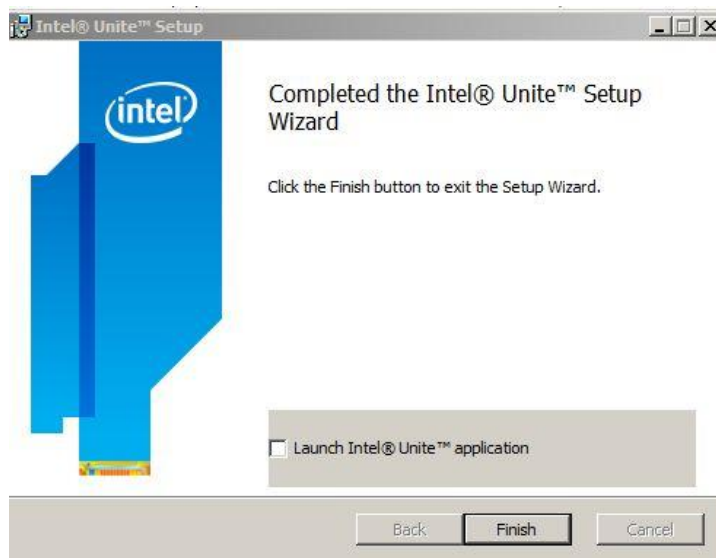 Intel® Unite™ Setup
intel
Completed the Intel® Unite™ Setup
Wizard
Click the Finish button to exit the Setup Wizard.
Launch Intel® Unite™ application
Back Finish Cancel